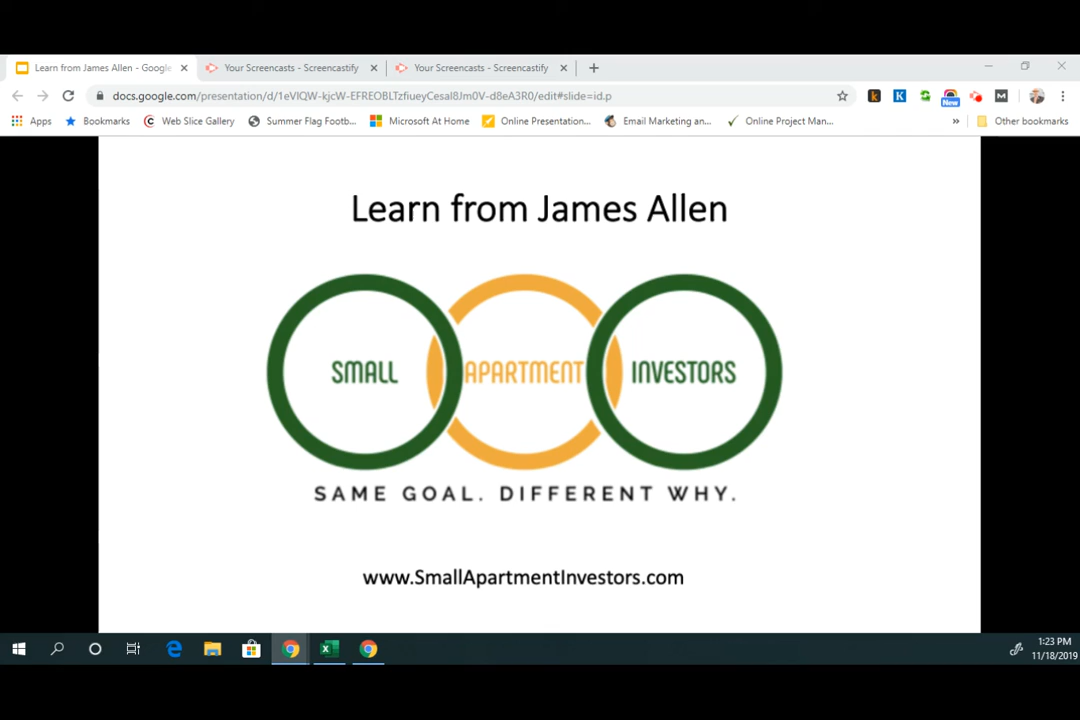 Learn from James Allen - Google
Your Screencasts - Screencastify
Your Screencasts - Screencastify
docs.google.com/presentation/d/1eVlQW-kjcW-EFREOBLTzfiueyCesal8Jm0V-d8eA3R0/edit#slide=id.p
New
Apps
Bookmarks
Web Slice Gallery
Summer Flag Footb...
Microsoft At Home
Online Presentation...
Email Marketing an...
Online Project Man...
»
Other bookmarks
Learn from James Allen
SMALL APARTMENT INVESTORS
SAME GOAL. DIFFERENT WHY.
www.SmallApartmentInvestors.com
1:23 PM
11/18/2019